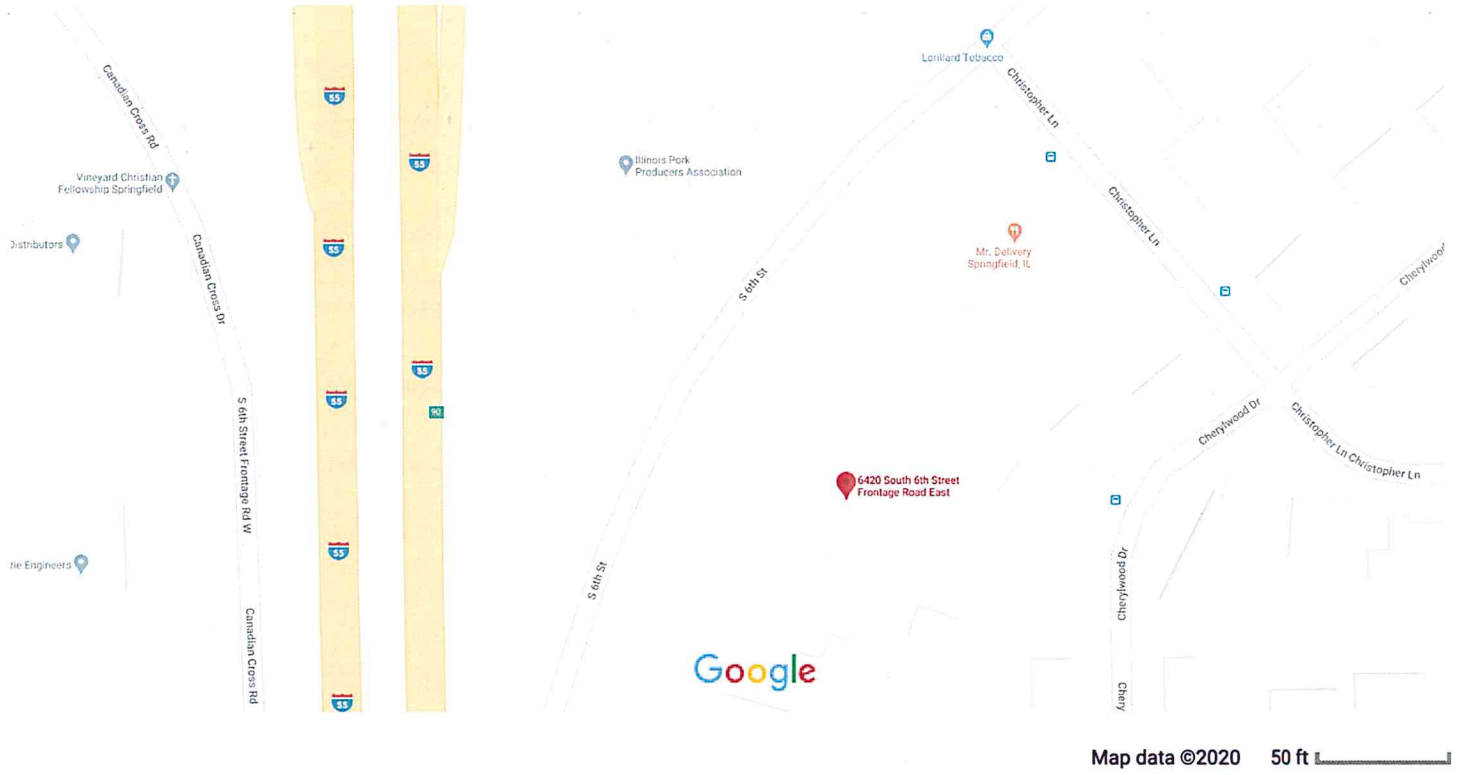 Lorillard Tobacco
Canadian Cross Rd
Christopher Ln
55
55
Illinois Pork
Producers Association
Vineyard Christian
Fellowship Springfield
Christopher Ln
Distributors
Canadian Cross Dr
55
Mr. Delivery
Springfield, IL
Cherylwood
S 6th St
55
55
90
S 6th Street Frontage Rd W
Cherylwood Dr
Christopher Ln
Christopher Ln
6420 South 6th Street
Frontage Road East
55
rie Engineers
S 6th St
Cherylwood Dr
Canadian Cross Rd
Google
Chery
55
Map data ©2020
50 ft